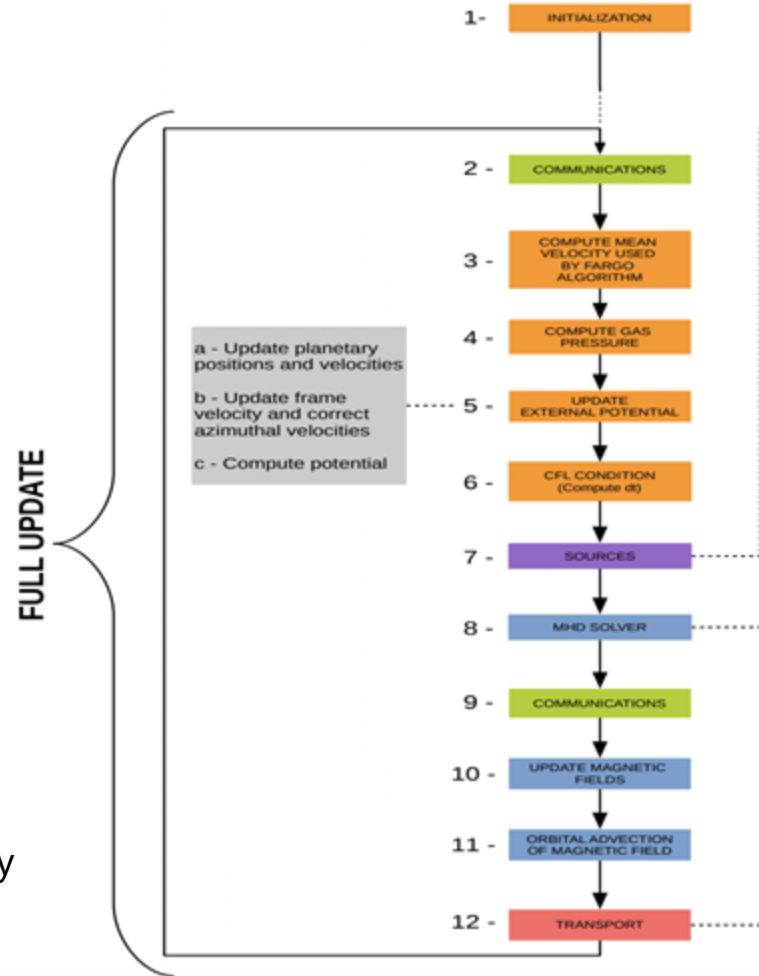 1-
INITIALIZATION
2 -
COMMUNICATIONS
3 -
COMPUTE MEAN
VELOCITY USED
BY FARGO
ALGORITHM
4 -
COMPUTE GAS
PRESSURE
a - Update planetary
positions and velocities
b - Update frame
velocity and correct
azimuthal velocities
c - Compute potential
5 -
UPDATE
EXTERNAL POTENTIAL
6 -
CFL CONDITION
(Compute dt)
FULL UPDATE
7 -
SOURCES
8 -
MHD SOLVER
9 -
COMMUNICATIONS
10 -
UPDATE MAGNETIC
FIELDS
11 -
ORBITAL ADVECTION
OF MAGNETIC FIELD
y
12 -
TRANSPORT